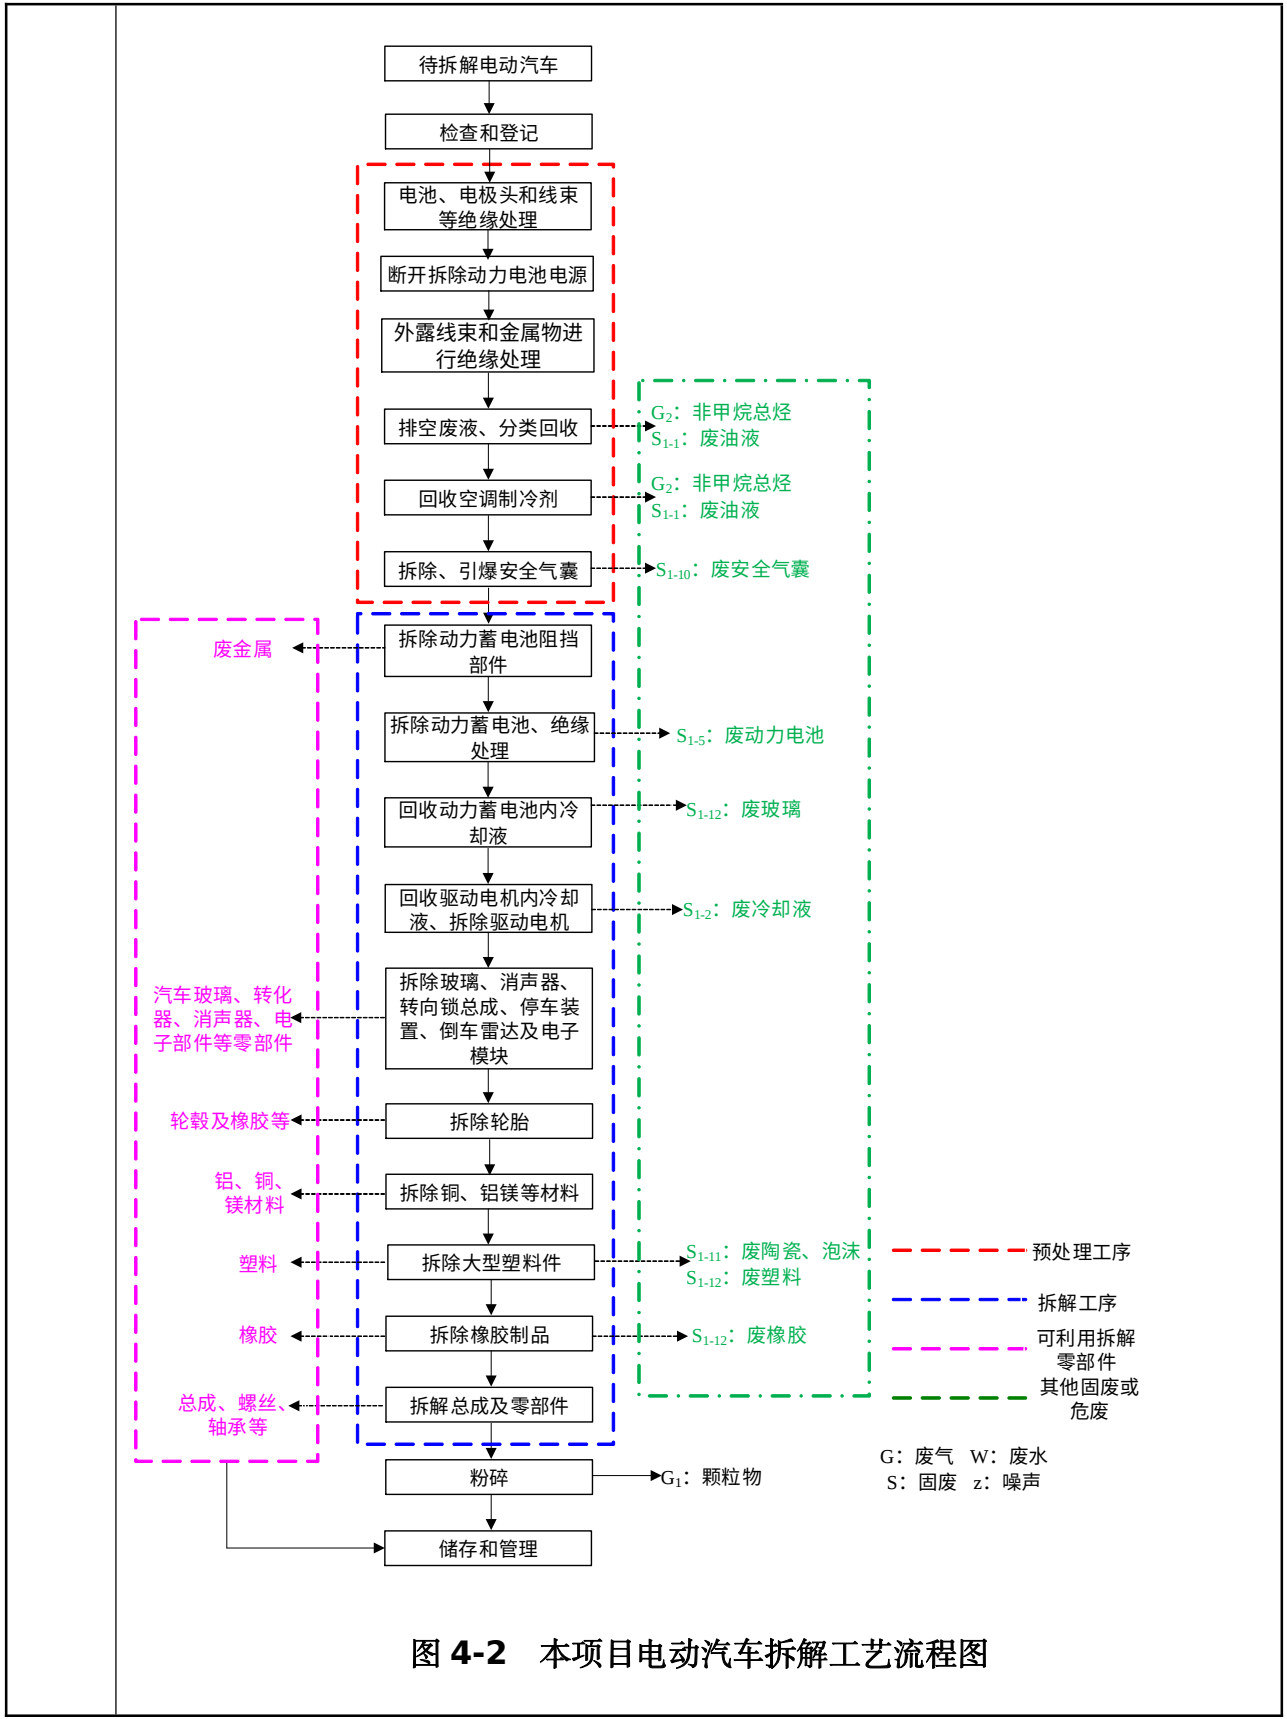 待拆解电动汽车
检查和登记
电池、电极头和线束
等绝缘处理
断开拆除动力电池电源
外露线束和金属物进
行绝缘处理
排空废液、分类回收
G2：非甲烷总烃
S1-1：废油液
回收空调制冷剂
G2：非甲烷总烃
S1-1：废油液
拆除、引爆安全气囊
S1-10：废安全气囊
废金属
拆除动力蓄电池阻挡
部件
拆除动力蓄电池、绝缘
处理
S1-5：废动力电池
回收动力蓄电池内冷
却液
S1-12：废玻璃
回收驱动电机内冷却
液、拆除驱动电机
S1-2：废冷却液
汽车玻璃、转化
器、消声器、电
子部件等零部件
拆除玻璃、消声器、
转向锁总成、停车装
置、倒车雷达及电子
模块
轮毂及橡胶等
拆除轮胎
铝、铜、
镁材料
拆除铜、铝镁等材料
塑料
拆除大型塑料件
S1-11：废陶瓷、泡沫
S1-12：废塑料
橡胶
拆除橡胶制品
S1-12：废橡胶
总成、螺丝、
轴承等
拆解总成及零部件
粉碎
G1：颗粒物
储存和管理
预处理工序
拆解工序
可利用拆解
零部件
其他固废或
危废
G：废气 W：废水
S：固废 z：噪声
图 4-2 本项目电动汽车拆解工艺流程图